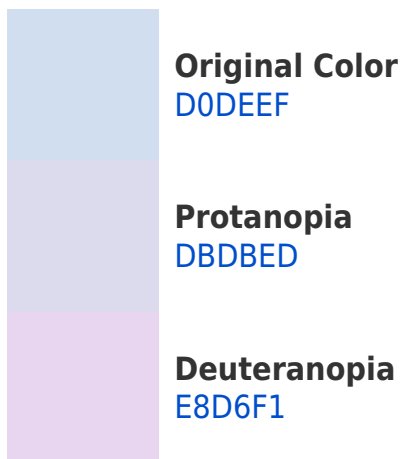 Original Color
D0DEEF
Protanopia
DBDBED
Deuteranopia
E8D6F1